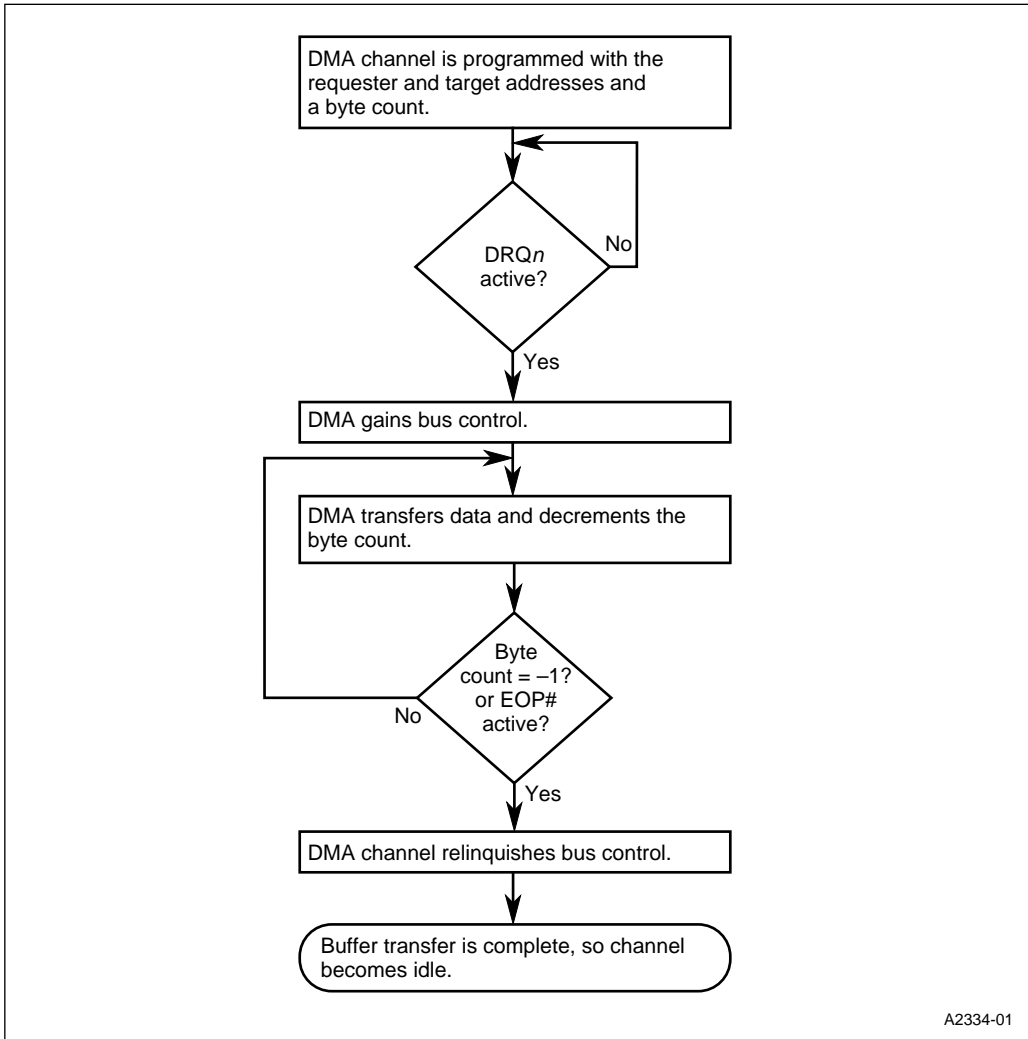 DMA channel is programmed with the
requester and target addresses and
a byte count.
DRQn
active?
No
Yes
DMA gains bus control.
DMA transfers data and decrements the
byte count.
Byte
count = –1?
or EOP#
active?
No
Yes
DMA channel relinquishes bus control.
Buffer transfer is complete, so channel
becomes idle.
A2334-01